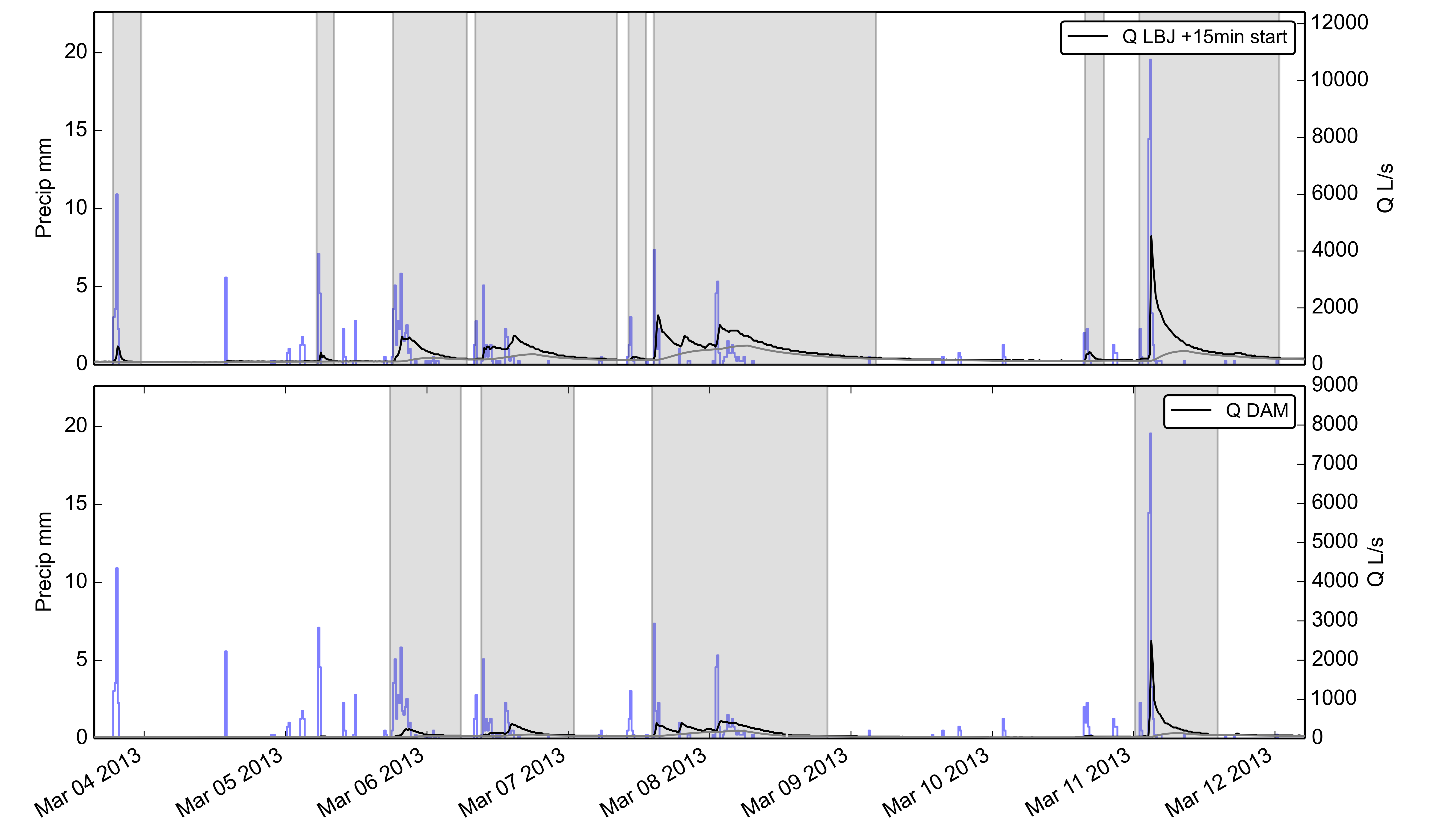 Q LBJ +15min start
Precip mm
20
15
10
5
0
12000
10000
8000
6000
4000
2000
0
Q L/s
Q DAM
Precip mm
20
15
10
5
0
9000
8000
7000
6000
5000
4000
3000
2000
1000
0
Q L/s
Mar 04 2013
Mar 05 2013
Mar 06 2013
Mar 07 2013
Mar 08 2013
Mar 09 2013
Mar 10 2013
Mar 11 2013
Mar 12 2013